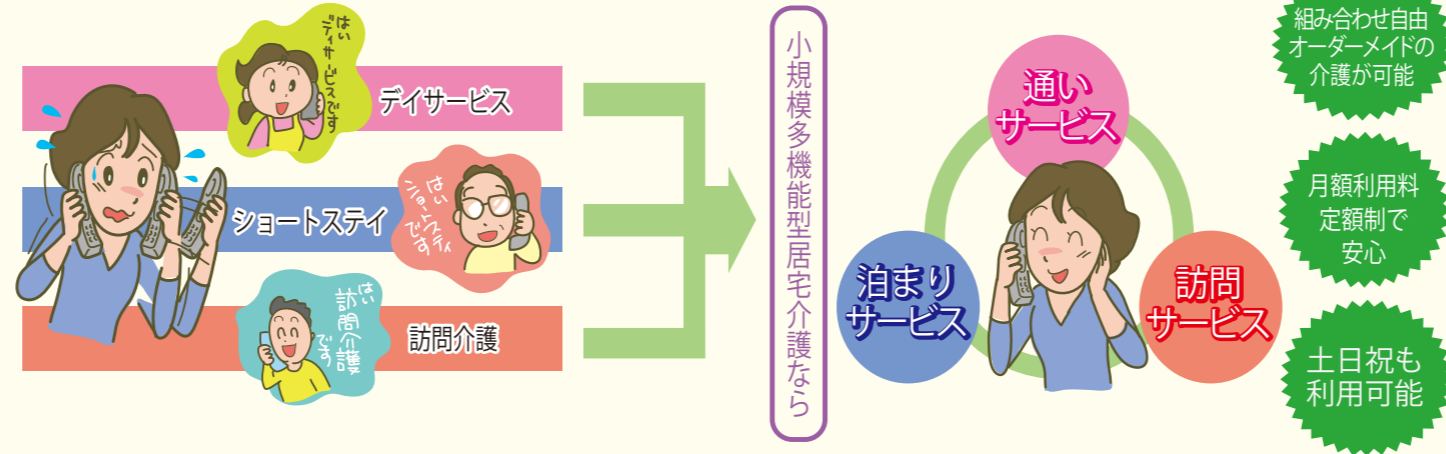 はい
デイサービスです
デイサービス
ショートステイ
はい
ショートステイ
です
はい
訪問介護
です
訪問介護
小規模多機能型居宅介護なら
通い
サービス
泊まり
サービス
訪問
サービス
組み合わせ自由
オーダーメイドの
介護が可能
月額利用料
定額制で
安心
土日祝も
利用可能